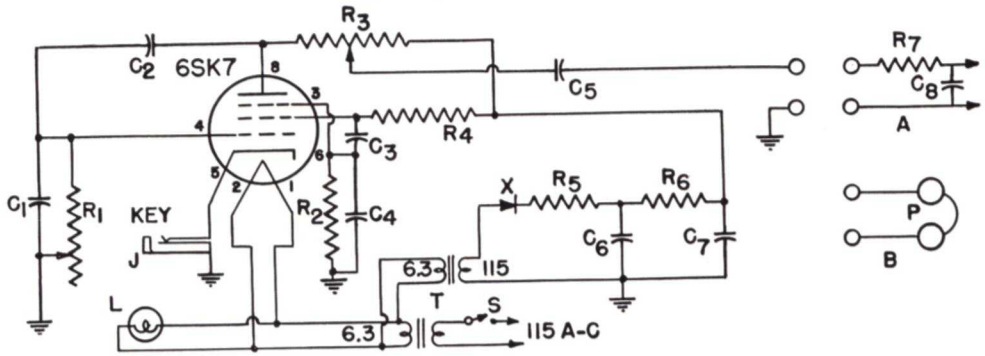 R3
C2
6SK7
8
3
4
5
2
1
6
C5
R7
C8
A
R4
C3
C1
R1
KEY
J
R2
C4
X
R5
R6
C6
C7
P
B
6.3
115
T
L
6.3
S
115 A-C